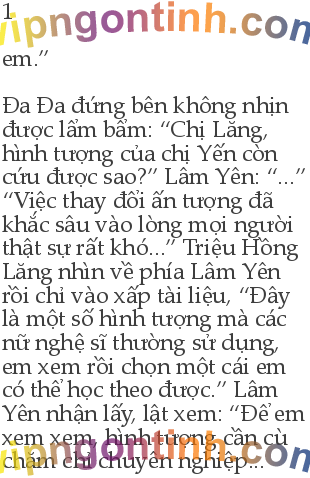 1
vipngontinh.com
em.”
Đa Đa đứng bên không nhịn
được lẩm bẩm: “Chị Lăng,
hình tượng của chị Yến còn
cứu được sao?” Lâm Yên: “...”
“Việc thay đổi ấn tượng đã
khắc sâu vào lòng mọi người
thật sự rất khó...” Triệu Hồng
Lăng nhìn về phía Lâm Yên
rồi chỉ vào xấp tài liệu, “Đây
là một số hình tượng mà các
nữ nghệ sĩ thường sử dụng,
em xem rồi chọn một cái em
có thể học theo được.” Lâm
Yên nhận lấy, lật xem: “Để em
xem xem, hình tượng cần cù
chăm chỉ chuyên nghiệp...
vipngontinh.com